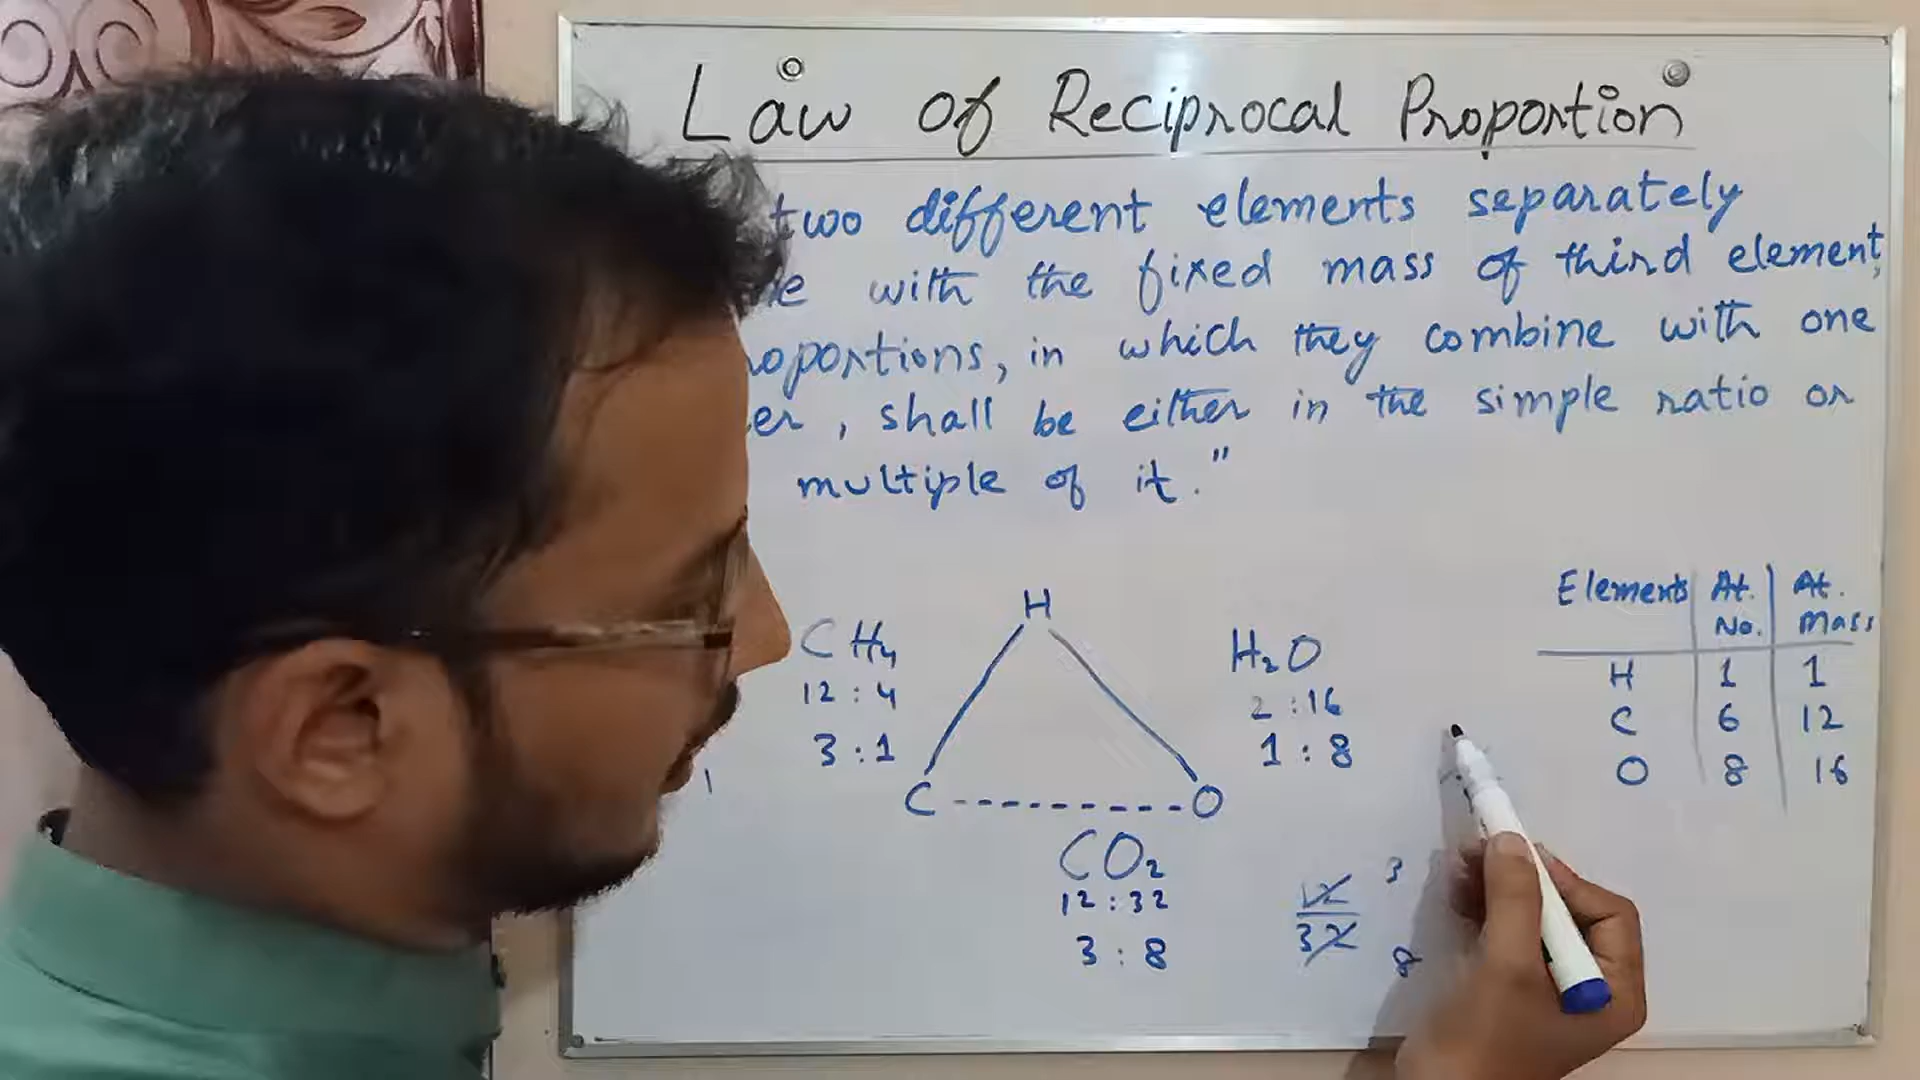 Law of Reciprocal Proportion
two different elements separately
with the fixed mass of third element,
in which they combine with one
, shall be either in the simple ratio or
multiple of it."
H
CH4
12 : 4
3 : 1
H2O
2 : 16
1 : 8
C O
CO2
12 : 32
3 : 8
12 3
32 8
Elements At. No. At. Mass
H 1 1
C 6 12
O 8 16